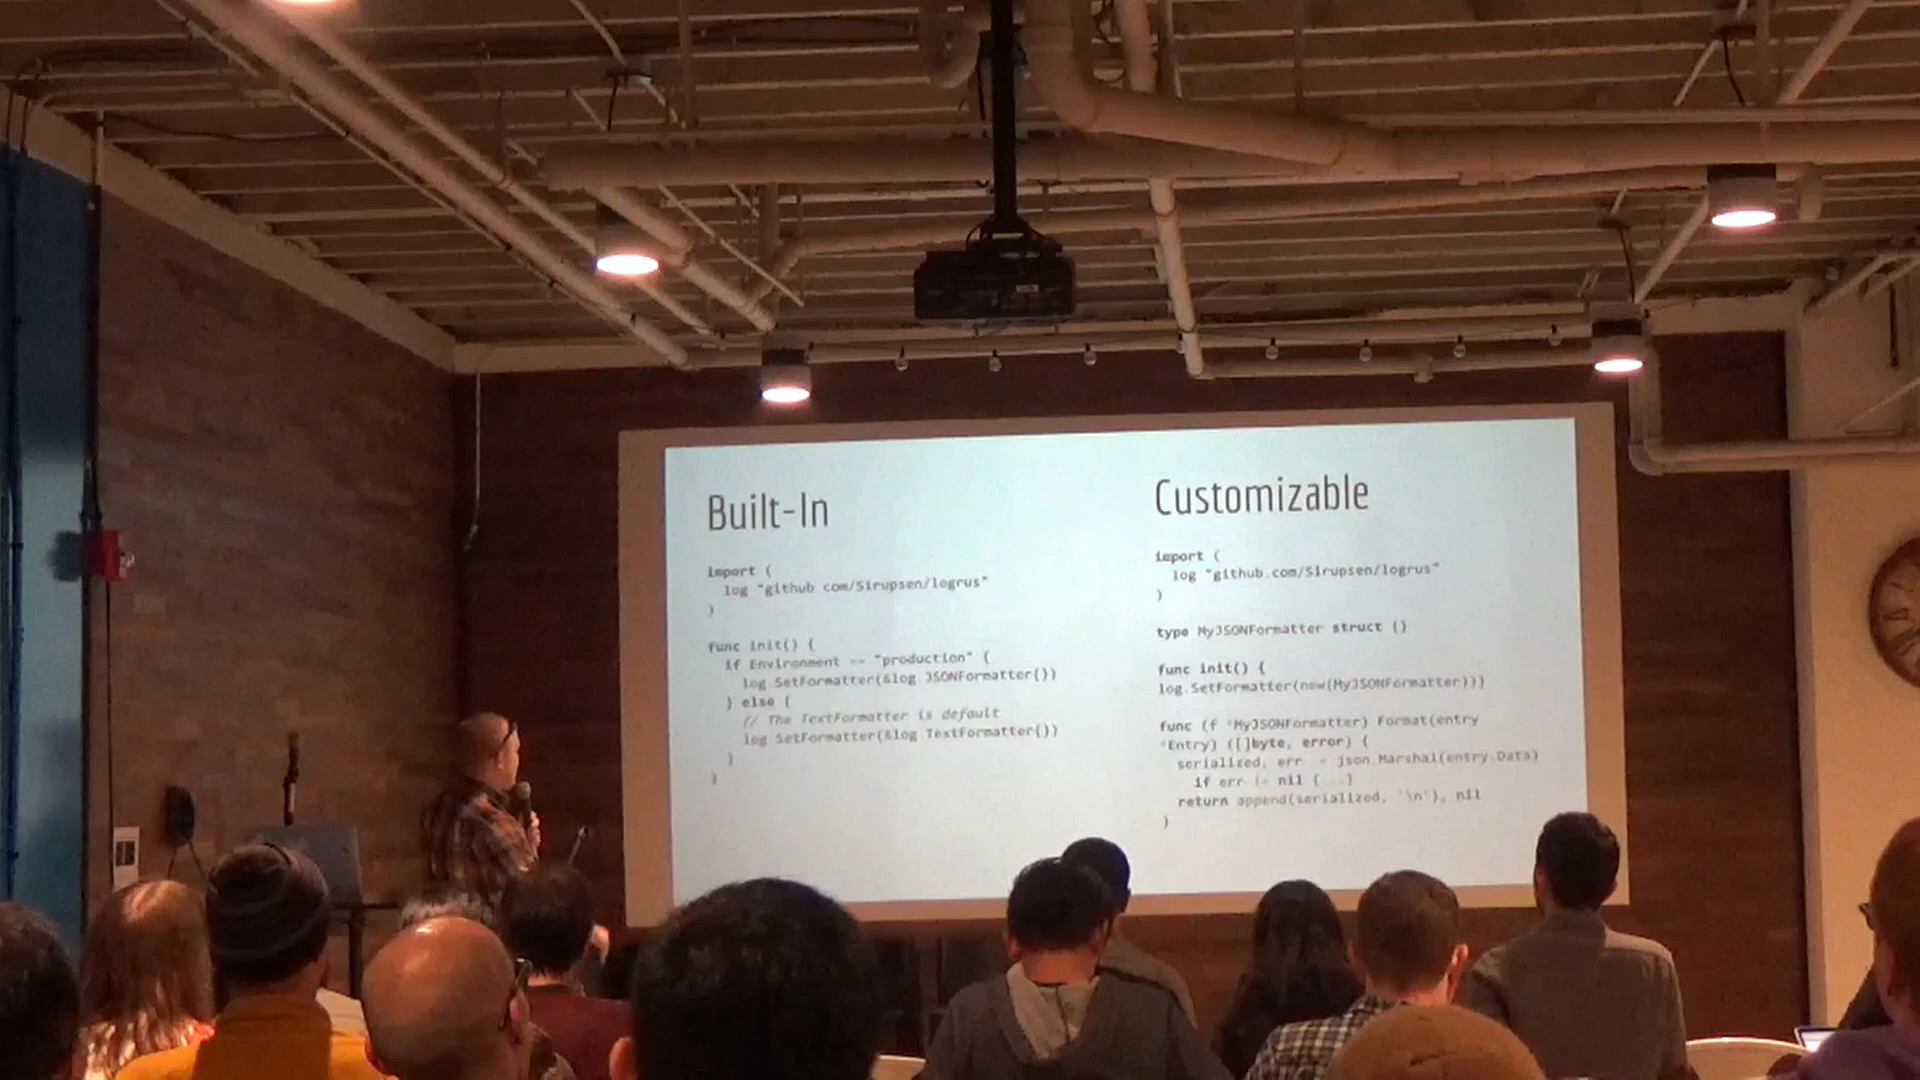 Built-In
import (
log "github.com/Sirupsen/logrus"
)
func init() {
if Environment == "production" {
log.SetFormatter(&log.JSONFormatter{})
} else {
// The TextFormatter is default
log.SetFormatter(&log.TextFormatter{})
}
}
Customizable
import (
log "github.com/Sirupsen/logrus"
)
type MyJSONFormatter struct {}
func init() {
log.SetFormatter(new(MyJSONFormatter)))
func (f *MyJSONFormatter) Format(entry
*Entry) ([]byte, error) {
serialized, err = json.Marshal(entry.Data)
if err != nil {...}
return append(serialized, '\n'), nil
}